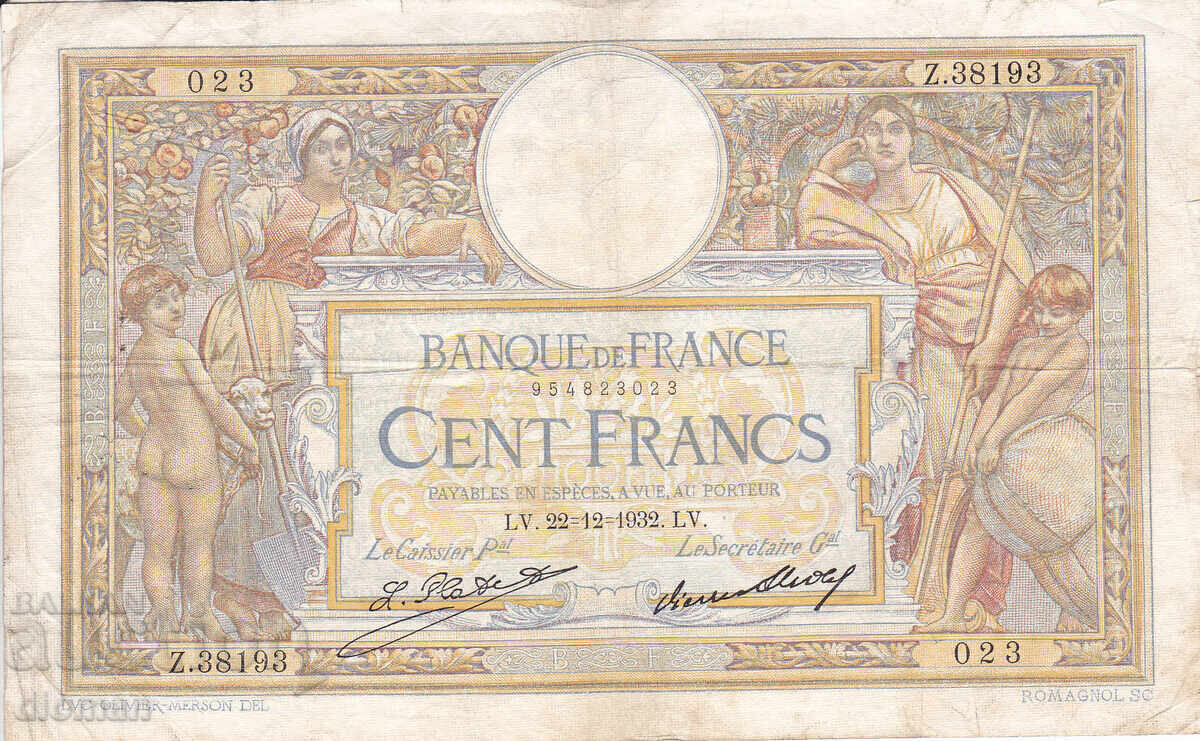 023 Z.38193
BANQUE DE FRANCE
954823023
CENT FRANCS
PAYABLES EN ESPÈCES, A VUE, AU PORTEUR
LV. 22=12=1932. LV.
Le Caissier Pal Le Secrétaire Gal
Z.38193 B F 023
LUC OLIVIER-MERSON DEL ROMAGNOL SC